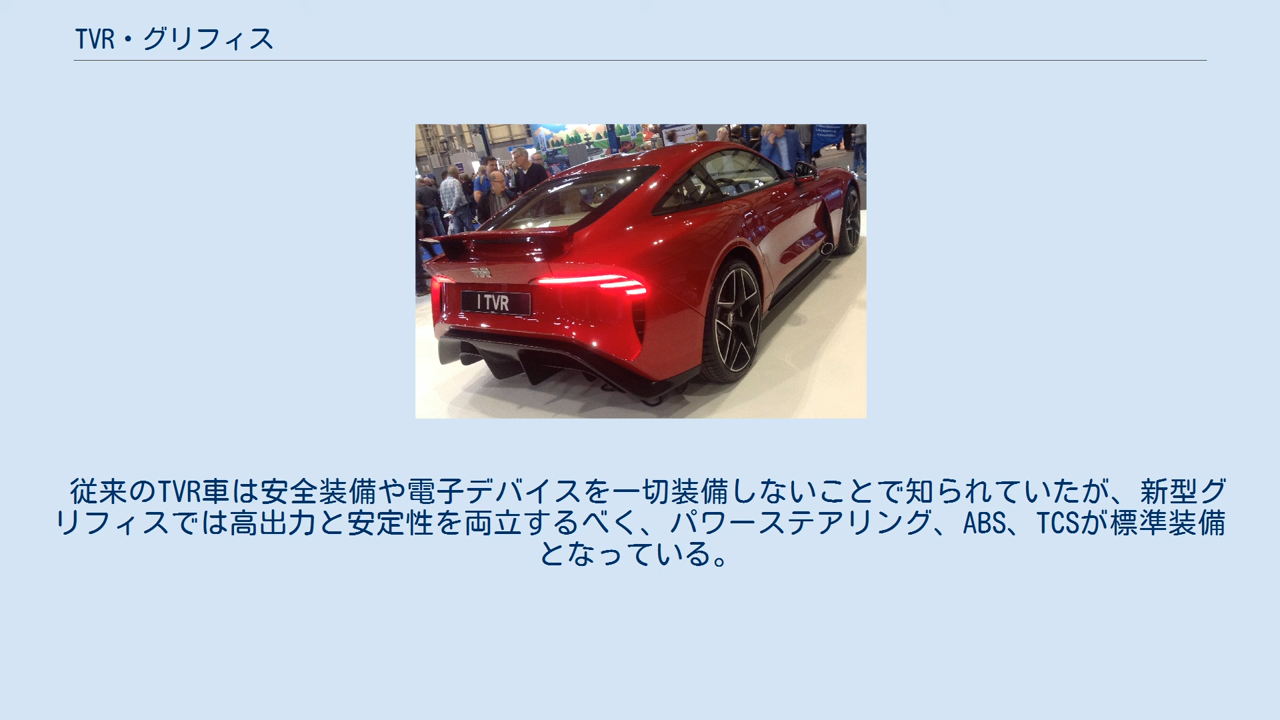 TVR・グリフィス
TVR
1 TVR
従来のTVR車は安全装備や電子デバイスを一切装備しないことで知られていたが、新型グ
リフィスでは高出力と安定性を両立するべく、パワーステアリング、ABS、TCSが標準装備
となっている。